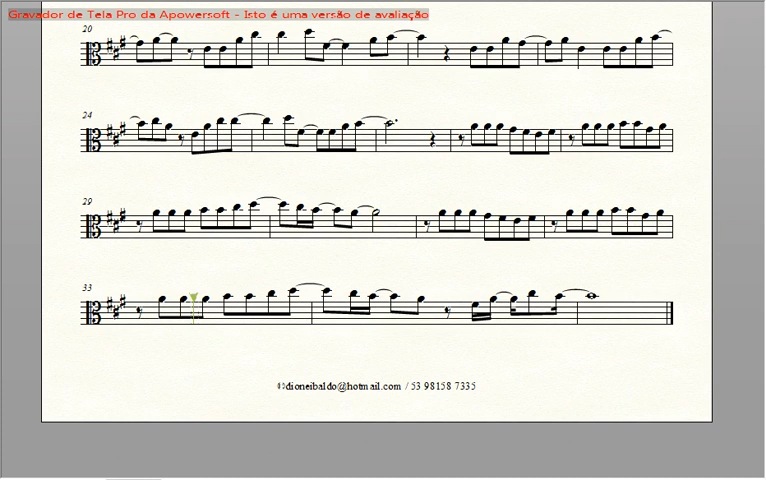 Gravador de Tela Pro da Apowersoft - Isto é uma versão de avaliação
20
24
29
33
©dioneibaldo@hotmail.com / 53 98158 7335